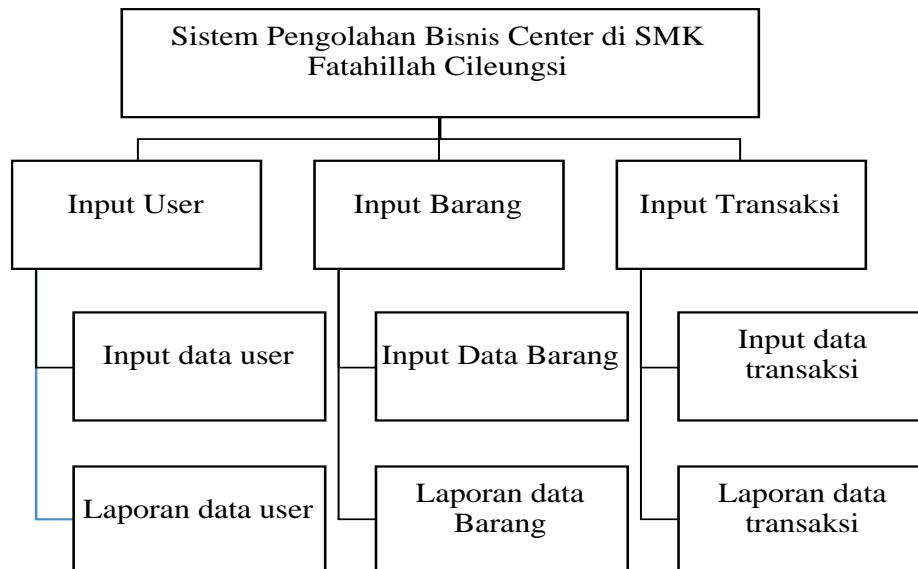 Sistem Pengolahan Bisnis Center di SMK
Fatahillah Cileungsi
Input User
Input Barang
Input Transaksi
Input data user
Input Data Barang
Input data
transaksi
Laporan data user
Laporan data
Barang
Laporan data
transaksi